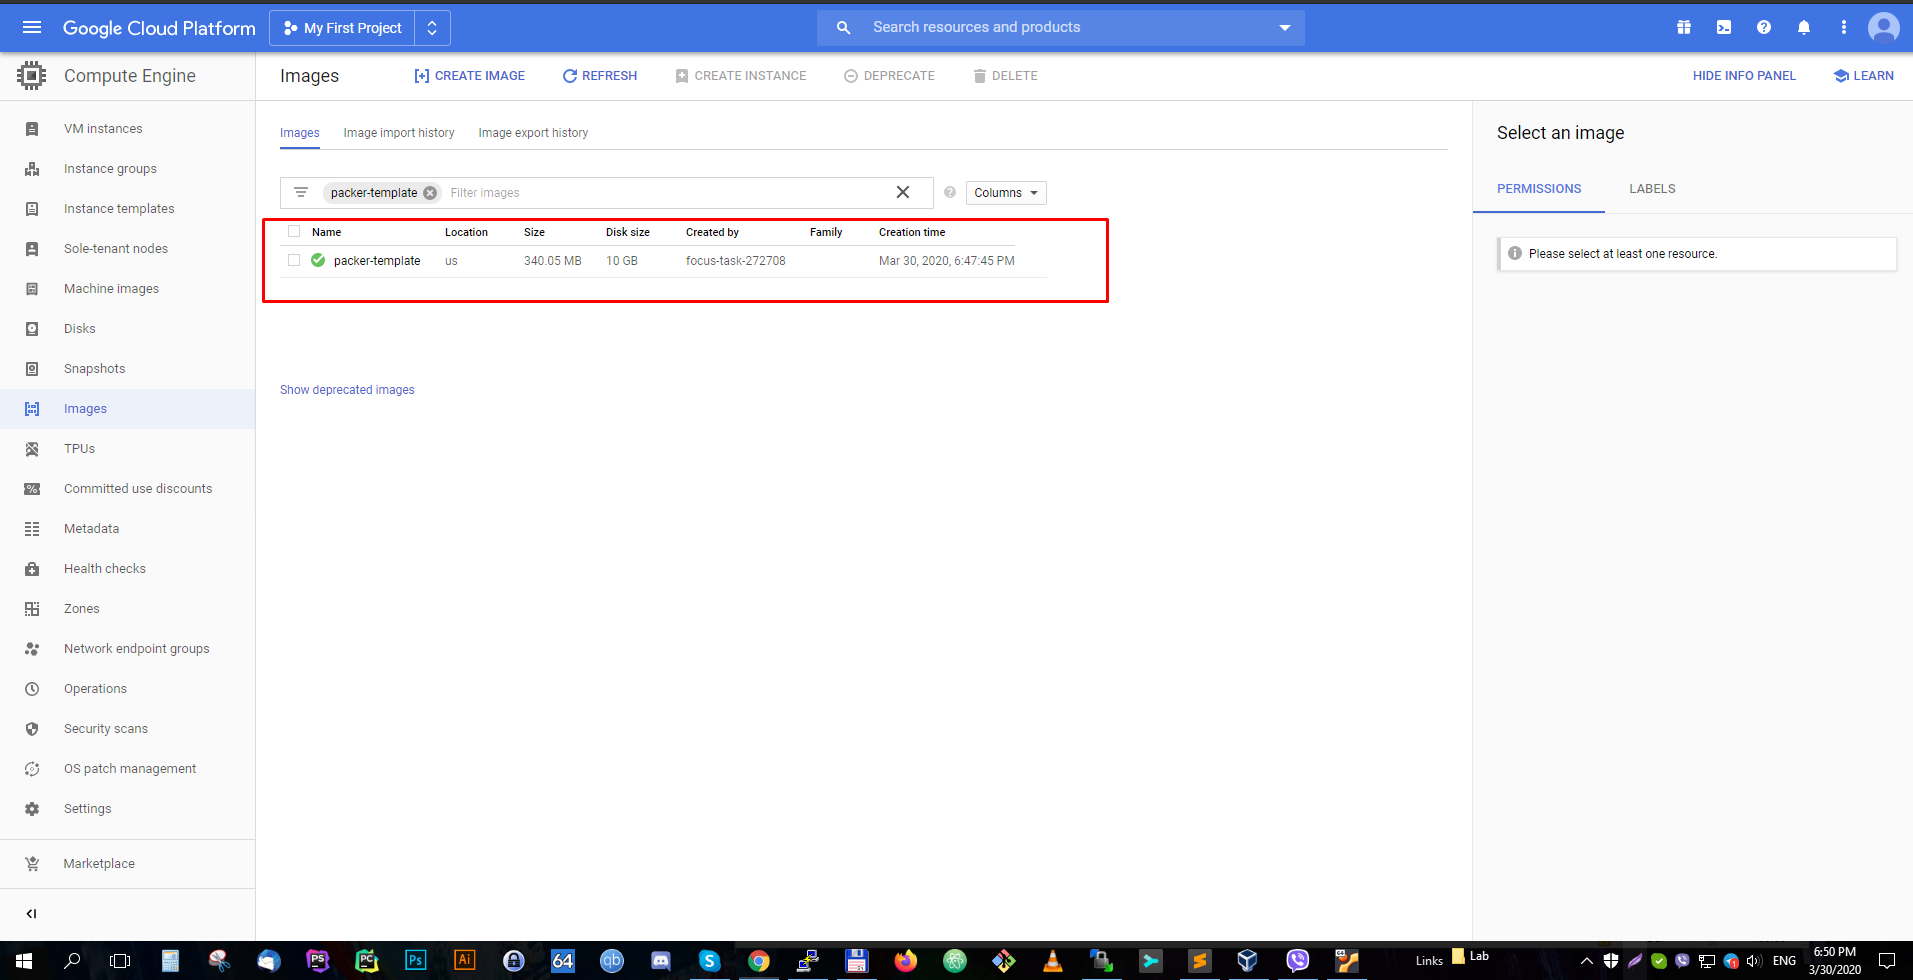 Google Cloud Platform
My First Project
Search resources and products
Compute Engine
Images
CREATE IMAGE
REFRESH
CREATE INSTANCE
DEPRECATE
DELETE
HIDE INFO PANEL
LEARN
VM instances
Instance groups
Instance templates
Sole-tenant nodes
Machine images
Disks
Snapshots
Images
TPUs
Committed use discounts
Metadata
Health checks
Zones
Network endpoint groups
Operations
Security scans
OS patch management
Settings
Marketplace
Images Image import history Image export history
packer-template Filter images
Columns
Name Location Size Disk size Created by Family Creation time
packer-template us 340.05 MB 10 GB focus-task-272708 Mar 30, 2020, 6:47:45 PM
Show deprecated images
Select an image
PERMISSIONS LABELS
Please select at least one resource.
PS PC Ps Ai 64 qb S
Links Lab
ENG
6:50 PM
3/30/2020